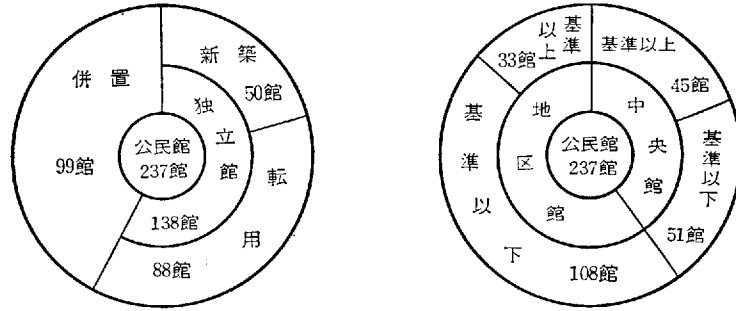 併置
99館
新築
50館
独立館
138館
公民館
237館
転用
88館
基準以上
33館
基準以上
45館
地区館
中央館
公民館
237館
基準以下
51館
基準以下
108館